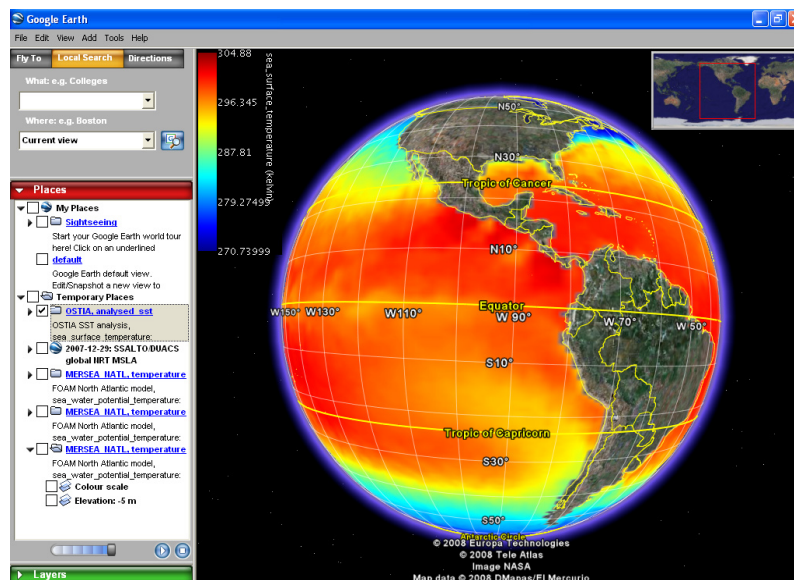 Google Earth
File Edit View Add Tools Help
Fly To Local Search Directions
What: e.g. Colleges
Where: e.g. Boston
Current view
Places
My Places
Sightseeing
Start your Google Earth world tour
here! Click on an underlined
default
Google Earth default view.
Edit/Snapshot a new view to
Temporary Places
OSTIA, analysed_sst
OSTIA SST analysis,
sea_surface_temperature:
2007-12-29: SSALTO/DUACS
global NRT MSLA
MERSEA_NATL, temperature
FOAM North Atlantic model,
sea_water_potential_temperature:
MERSEA_NATL, temperature
FOAM North Atlantic model,
sea_water_potential_temperature:
MERSEA_NATL, temperature
FOAM North Atlantic model,
sea_water_potential_temperature:
Colour scale
Elevation: -5 m
Layers
304.88
296.345
287.81
279.27499
270.73999
sea_surface_temperature (kelvin)
N50°
N30°
Tropic of Cancer
N10°
Equator
W150° W130° W110° W 90° W 70° W 50°
S10°
Tropic of Capricorn
S30°
S50°
Antarctic Circle
© 2008 Europa Technologies
© 2008 Tele Atlas
Image NASA
Map data © 2008 DMapas/El Mercurio